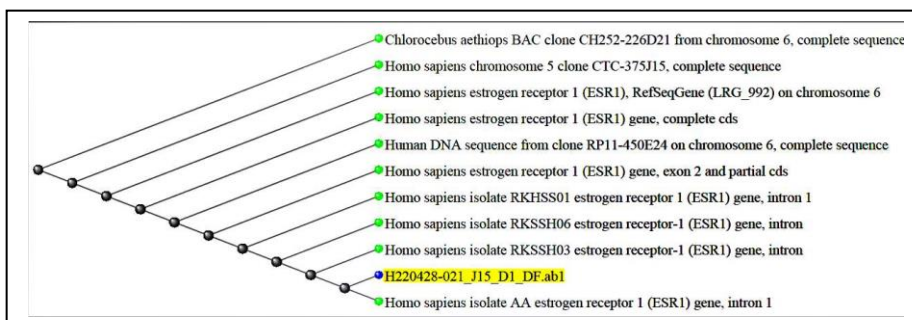 Chlorocebus aethiops BAC clone CH252-226D21 from chromosome 6, complete sequence
Homo sapiens chromosome 5 clone CTC-375J15, complete sequence
Homo sapiens estrogen receptor 1 (ESR1), RefSeqGene (LRG_992) on chromosome 6
Homo sapiens estrogen receptor 1 (ESR1) gene, complete cds
Human DNA sequence from clone RP11-450E24 on chromosome 6, complete sequence
Homo sapiens estrogen receptor 1 (ESR1) gene, exon 2 and partial cds
Homo sapiens isolate RKHSS01 estrogen receptor 1 (ESR1) gene, intron 1
Homo sapiens isolate RKSSH06 estrogen receptor-1 (ESR1) gene, intron
Homo sapiens isolate RKSSH03 estrogen receptor-1 (ESR1) gene, intron
H220428-021_J15_D1_DF.ab1
Homo sapiens isolate AA estrogen receptor 1 (ESR1) gene, intron 1